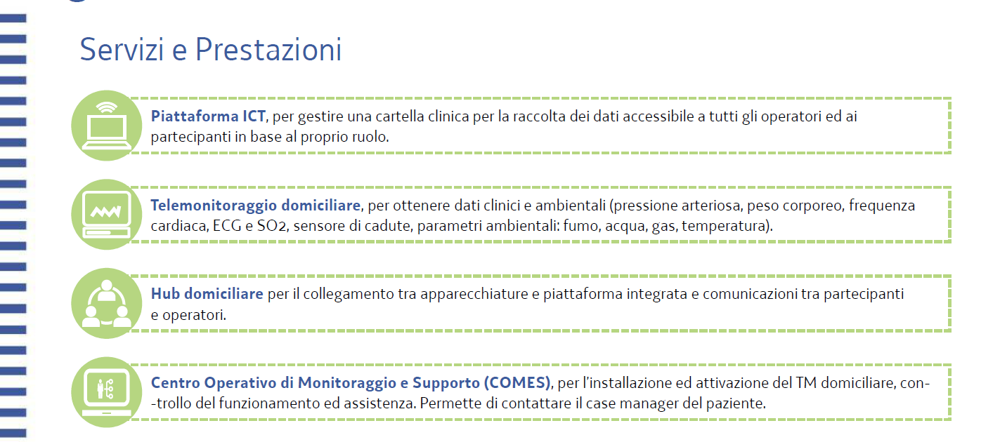 Servizi e Prestazioni
Piattaforma ICT, per gestire una cartella clinica per la raccolta dei dati accessibile a tutti gli operatori ed ai
partecipanti in base al proprio ruolo.
Telemonitoraggio domiciliare, per ottenere dati clinici e ambientali (pressione arteriosa, peso corporeo, frequenza
cardiaca, ECG e SO2, sensore di cadute, parametri ambientali: fumo, acqua, gas, temperatura).
Hub domiciliare per il collegamento tra apparecchiature e piattaforma integrata e comunicazioni tra partecipanti
e operatori.
Centro Operativo di Monitoraggio e Supporto (COMES), per l'installazione ed attivazione del TM domiciliare, con-
-trollo del funzionamento ed assistenza. Permette di contattare il case manager del paziente.